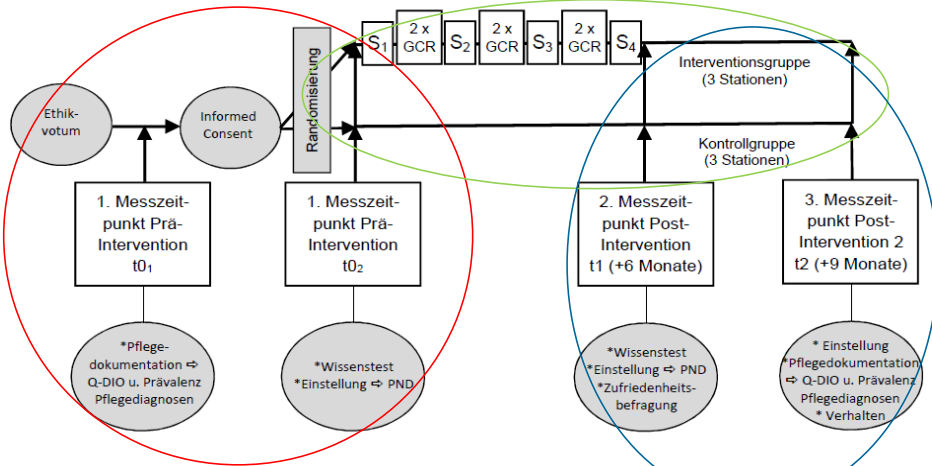 S1
2 x
GCR
S2
2 x
GCR
S3
2 x
GCR
S4
Interventionsgruppe
(3 Stationen)
Ethik-
votum
Informed
Consent
Randomisierung
Kontrollgruppe
(3 Stationen)
1. Messzeit-
punkt Prä-
Intervention
t0₁
1. Messzeit-
punkt Prä-
Intervention
t0₂
2. Messzeit-
punkt Post-
Intervention
t1 (+6 Monate)
3. Messzeit-
punkt Post-
Intervention 2
t2 (+9 Monate)
*Pflege-
dokumentation ⇨
Q-DIO u. Prävalenz
Pflegediagnosen
*Wissenstest
*Einstellung ⇨ PND
*Wissenstest
*Einstellung ⇨ PND
*Zufriedenheits-
befragung
* Einstellung
*Pflegedokumentation
⇨ Q-DIO u. Prävalenz
Pflegediagnosen
* Verhalten